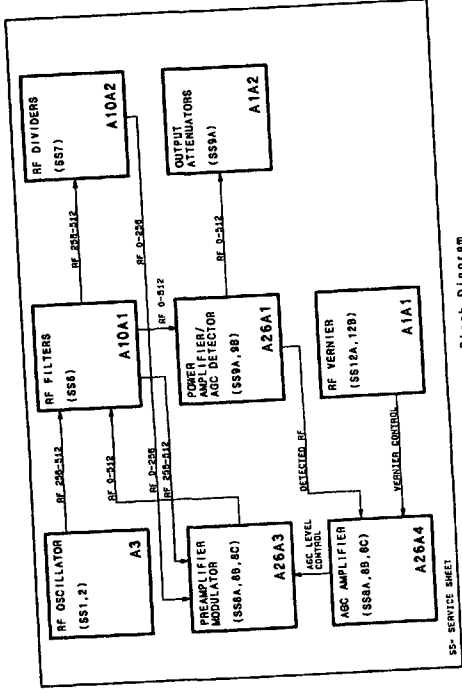 RF OSCILLATOR
(SS1,2)
A3
RF 256-512
RF FILTERS
(SS6)
A10A1
RF 256-512
RF DIVIDERS
(SS7)
A10A2
RF 0-512
RF 0-256
RF 256-512
RF 0-512
RF 0-256
PREAMPLIFIER
MODULATOR
(SS8A,8B,8C)
A26A3
POWER
AMPLIFIER/
AGC DETECTOR
(SS9A,9B)
A26A1
RF 0-512
OUTPUT
ATTENUATORS
(SS9A)
A1A2
AGC LEVEL
CONTROL
DETECTED RF
AGC AMPLIFIER
(SS8A,8B,8C)
A26A4
VERNIER CONTROL
RF VERNIER
(SS12A,12B)
A1A1
SS= SERVICE SHEET